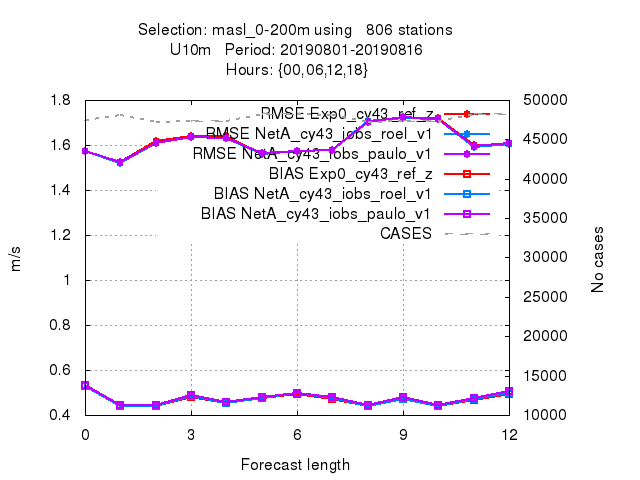 Selection: masl_0-200m using   806 stations
U10m   Period: 20190801-20190816
Hours: {00,06,12,18}
RMSE Exp0_cy43_ref_z
RMSE NetA_cy43_iobs_roel_v1
RMSE NetA_cy43_iobs_paulo_v1
BIAS Exp0_cy43_ref_z
BIAS NetA_cy43_iobs_roel_v1
BIAS NetA_cy43_iobs_paulo_v1
CASES
1.8
1.6
1.4
1.2
1
0.8
0.6
0.4
m/s
50000
45000
40000
35000
30000
25000
20000
15000
10000
No cases
0 3 6 9 12
Forecast length